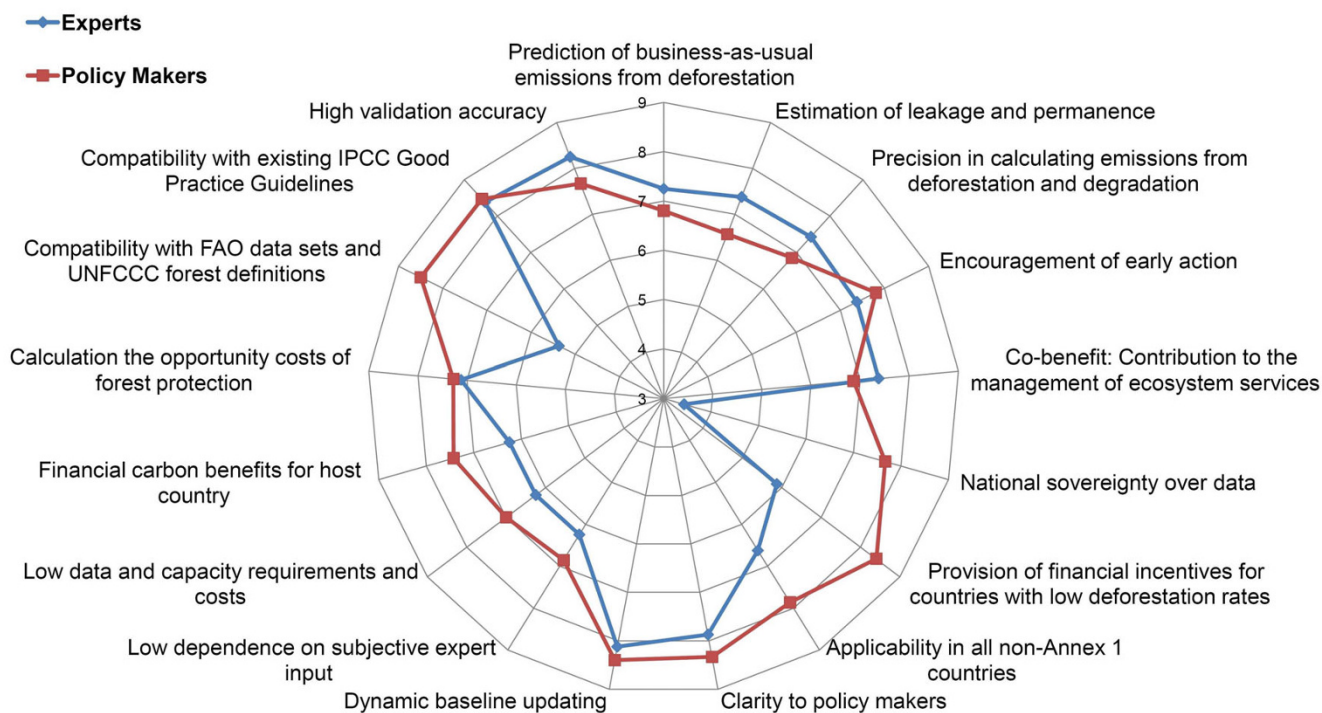 Experts
Policy Makers
Prediction of business-as-usual
emissions from deforestation
Estimation of leakage and permanence
Precision in calculating emissions from
deforestation and degradation
Encouragement of early action
Co-benefit: Contribution to the
management of ecosystem services
National sovereignty over data
Provision of financial incentives for
countries with low deforestation rates
Applicability in all non-Annex 1
countries
Clarity to policy makers
Dynamic baseline updating
Low dependence on subjective expert
input
Low data and capacity requirements and
costs
Financial carbon benefits for host
country
Calculation the opportunity costs of
forest protection
Compatibility with FAO data sets and
UNFCCC forest definitions
Compatibility with existing IPCC Good
Practice Guidelines
High validation accuracy
9
8
7
6
5
4
3